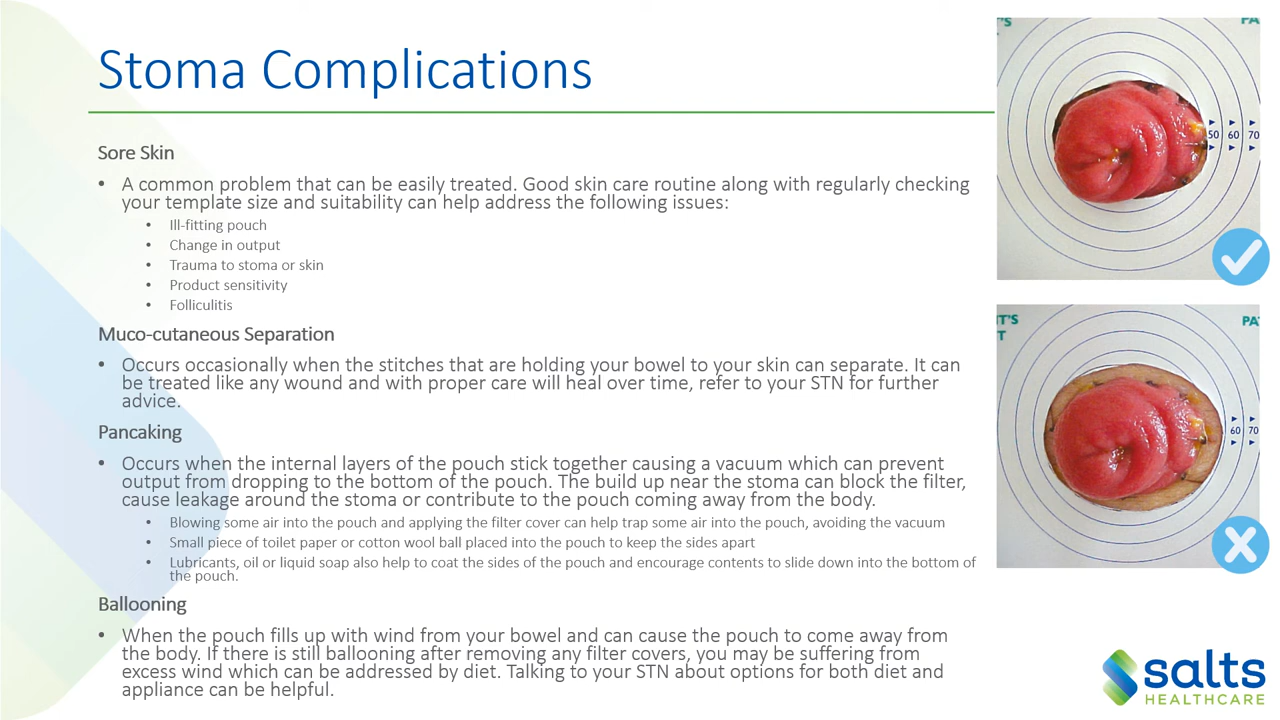 Stoma Complications
Sore Skin
• A common problem that can be easily treated. Good skin care routine along with regularly checking
your template size and suitability can help address the following issues:
• Ill-fitting pouch
• Change in output
• Trauma to stoma or skin
• Product sensitivity
• Folliculitis
Muco-cutaneous Separation
• Occurs occasionally when the stitches that are holding your bowel to your skin can separate. It can
be treated like any wound and with proper care will heal over time, refer to your STN for further
advice.
Pancaking
• Occurs when the internal layers of the pouch stick together causing a vacuum which can prevent
output from dropping to the bottom of the pouch. The build up near the stoma can block the filter,
cause leakage around the stoma or contribute to the pouch coming away from the body.
• Blowing some air into the pouch and applying the filter cover can help trap some air into the pouch, avoiding the vacuum
• Small piece of toilet paper or cotton wool ball placed into the pouch to keep the sides apart
• Lubricants, oil or liquid soap also help to coat the sides of the pouch and encourage contents to slide down into the bottom of
the pouch.
Ballooning
• When the pouch fills up with wind from your bowel and can cause the pouch to come away from
the body. If there is still ballooning after removing any filter covers, you may be suffering from
excess wind which can be addressed by diet. Talking to your STN about options for both diet and
appliance can be helpful.
'S PA
50 60 70
T'S PA
T
60 70
salts
HEALTHCARE